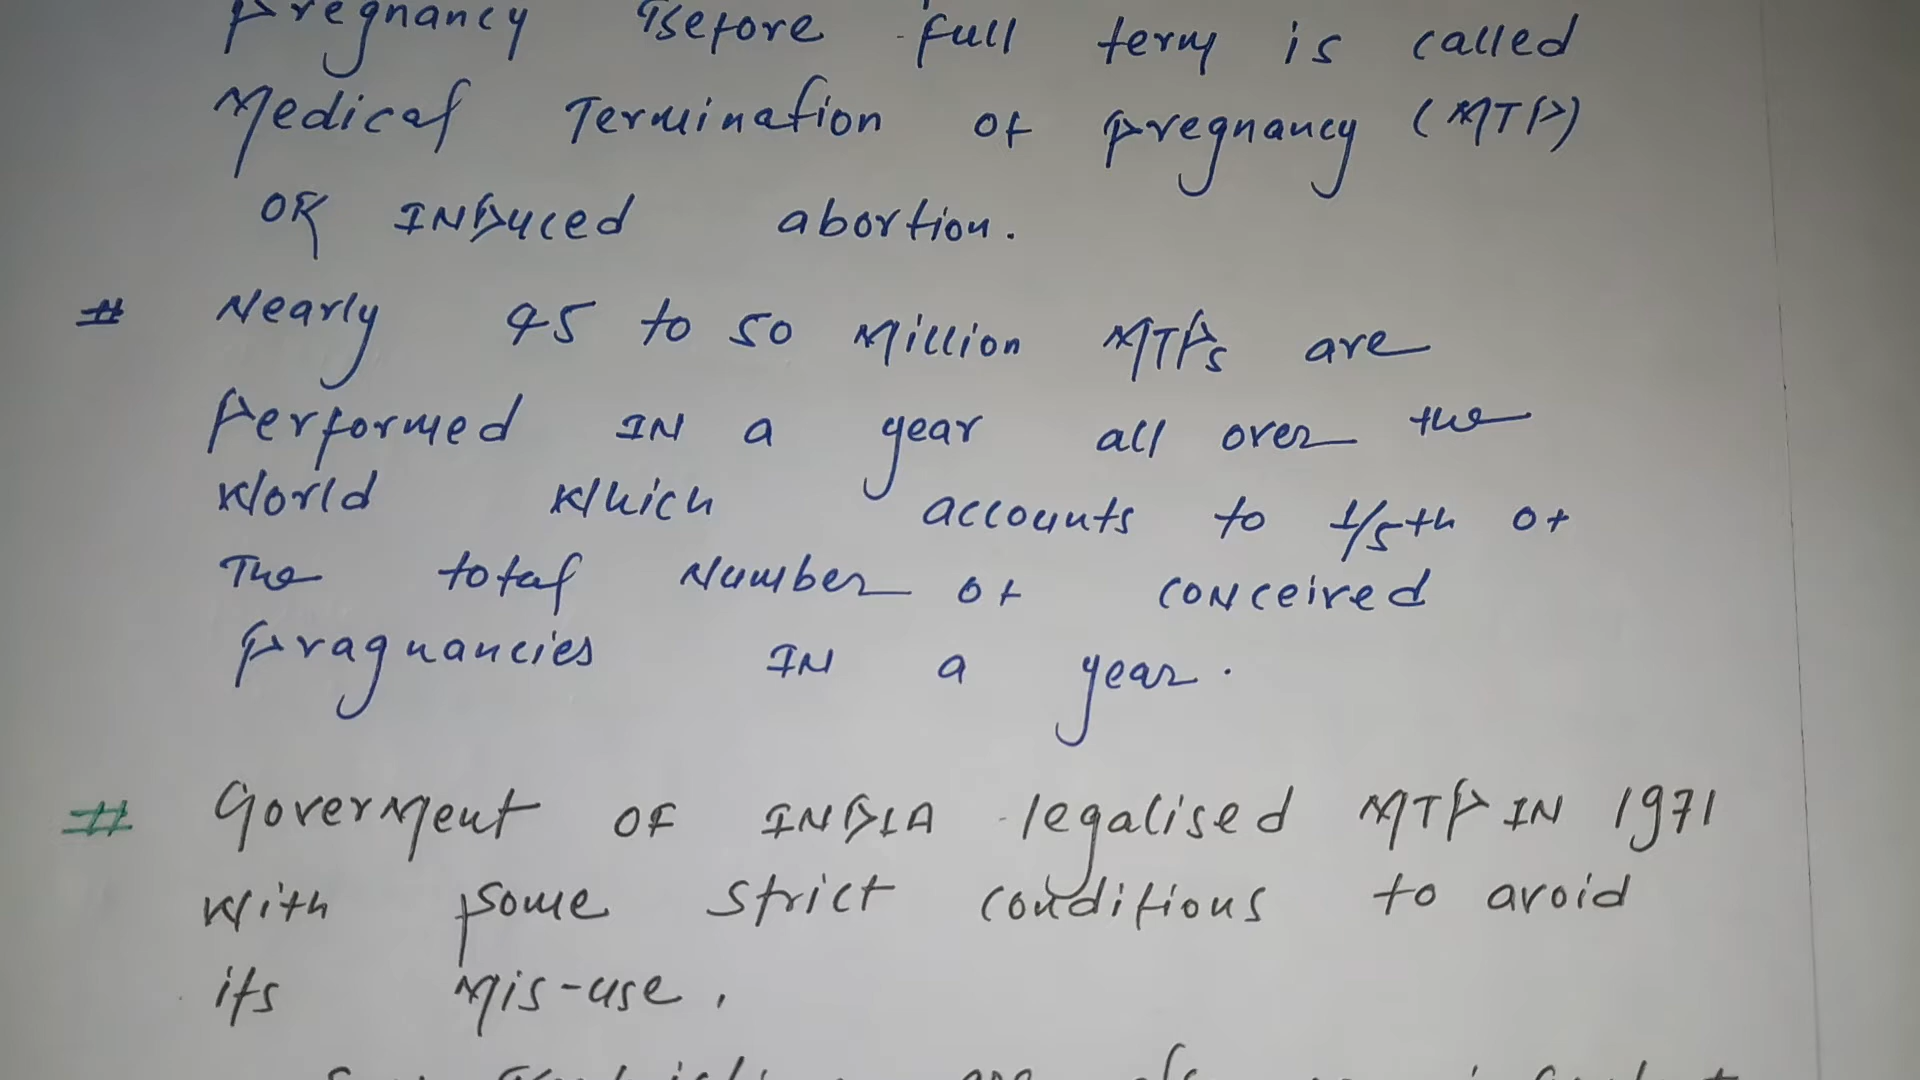 pregnancy Before full term is called
Medical Termination of pregnancy (MTP)
OR INDuced abortion.
# Nearly 45 to 50 Million MTPs are
performed IN a year all over the
World Which accounts to 1/5th of
The total Number of conceived
pragnancies IN a year.
# Goverment OF INDIA legalised MTP IN 1971
With some strict conditions to avoid
its Mis-use.